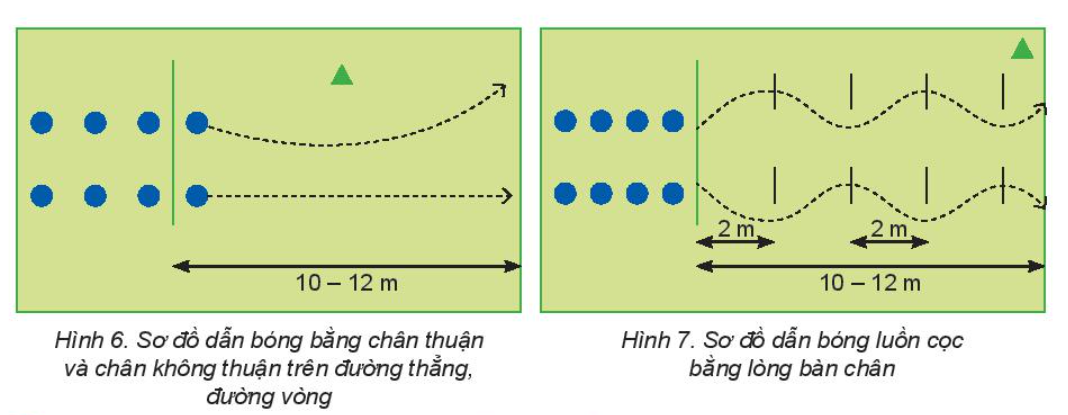 10 – 12 m
Hình 6. Sơ đồ dẫn bóng bằng chân thuận
và chân không thuận trên đường thẳng,
đường vòng
2 m
2 m
10 – 12 m
Hình 7. Sơ đồ dẫn bóng luồn cọc
bằng lòng bàn chân